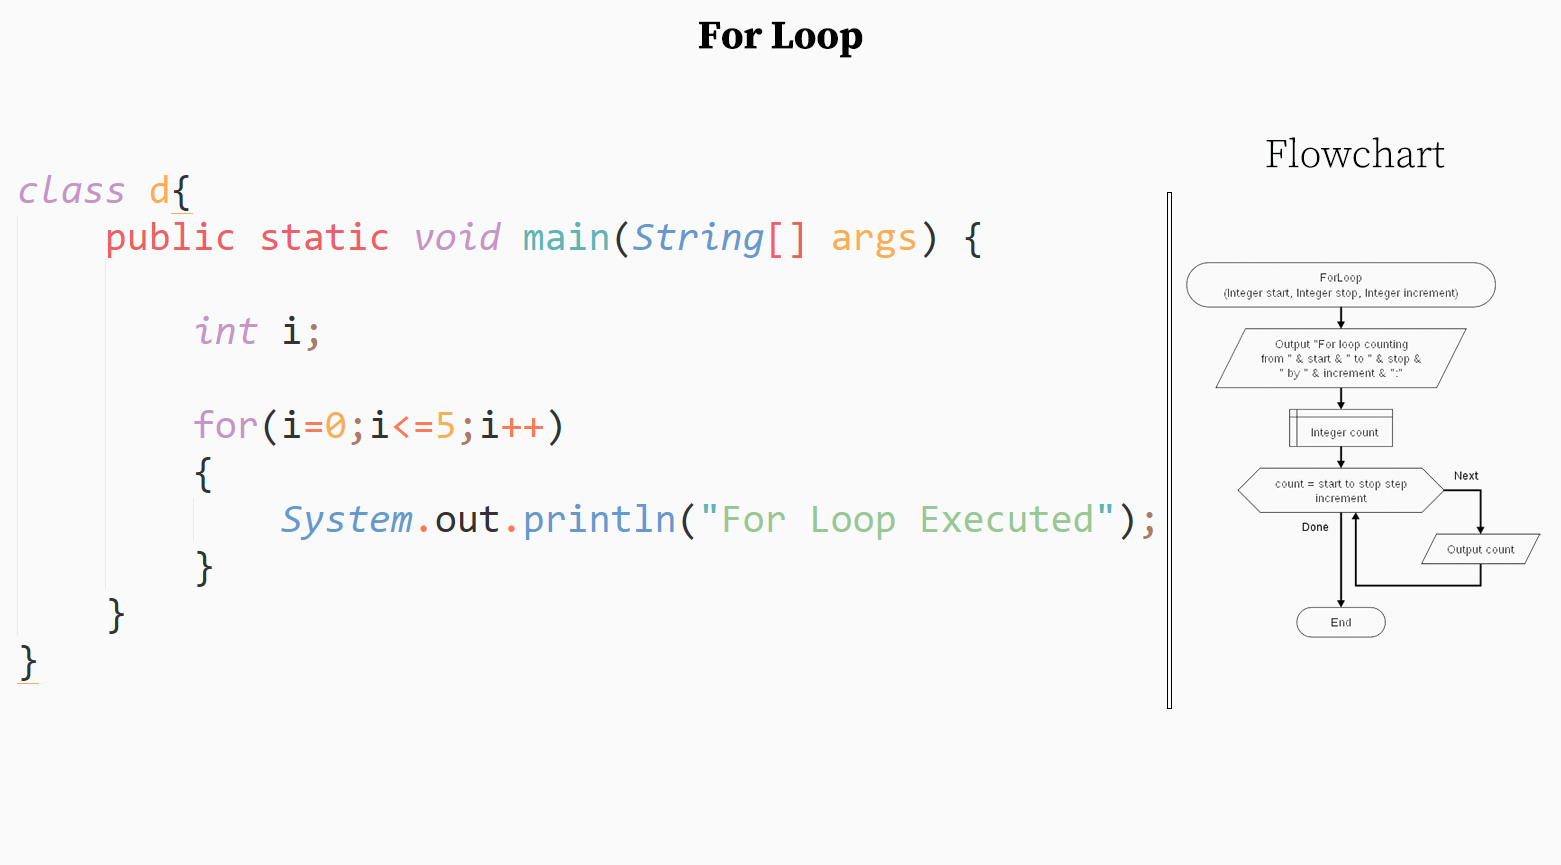 For Loop
class d{
public static void main(String[] args) {
int i;
for(i=0;i<=5;i++)
{
System.out.println("For Loop Executed");
}
}
}
Flowchart
ForLoop
(Integer start, Integer stop, Integer increment)
Output "For loop counting
from " & start & " to " & stop &
" by " & increment & ":"
Integer count
count = start to stop step
increment
Next
Done
Output count
End